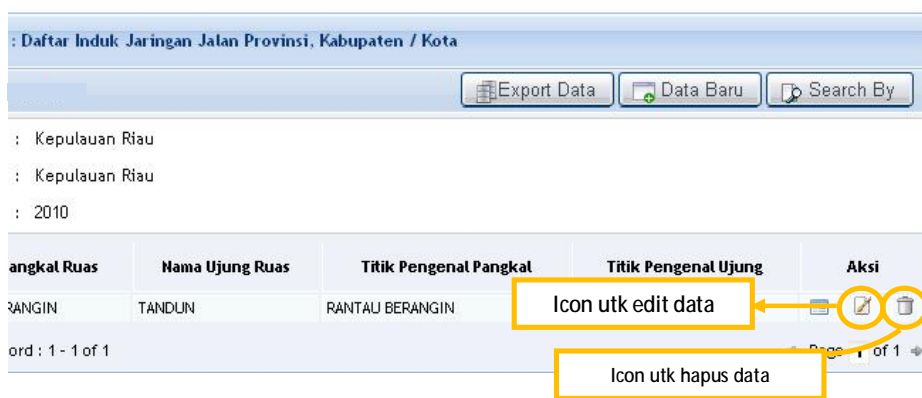 : Daftar Induk Jaringan Jalan Provinsi, Kabupaten / Kota
Export Data Data Baru Search By
: Kepulauan Riau
: Kepulauan Riau
: 2010
angkal Ruas Nama Ujung Ruas Titik Pengenal Pangkal Titik Pengenal Ujung Aksi
RANGIN TANDUN RANTAU BERANGIN
Icon utk edit data
ord : 1 - 1 of 1 Page 1 of 1
Icon utk hapus data